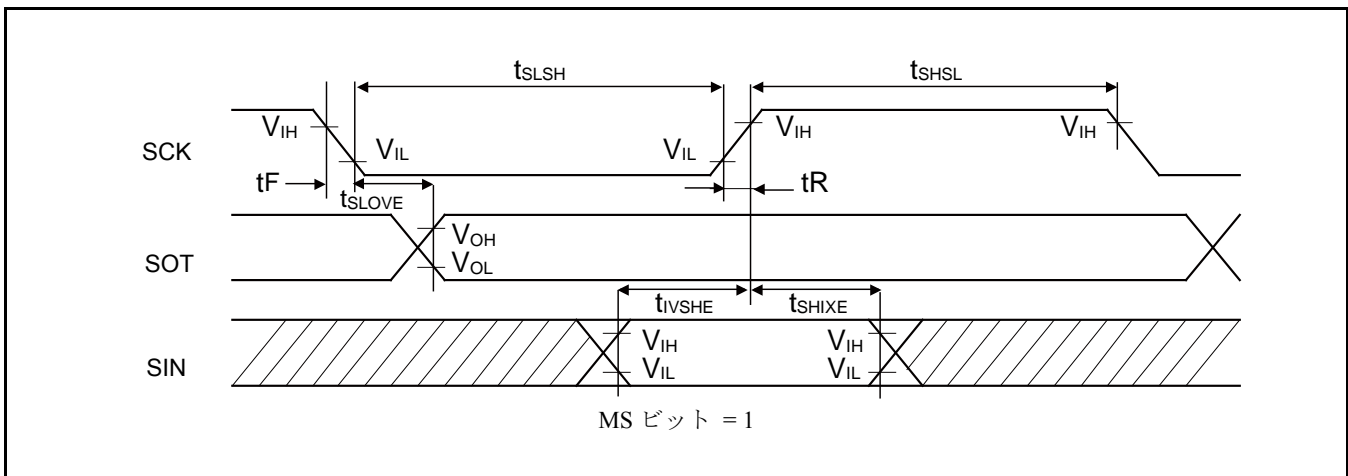 tSLSH tSHSL
SCK VIH VIL VIL VIH VIH
tF tSLOVE tR
SOT VOH
VOL
tIVSHE tSHIXE
SIN VIH VIH
VIL VIL
MS ビット = 1